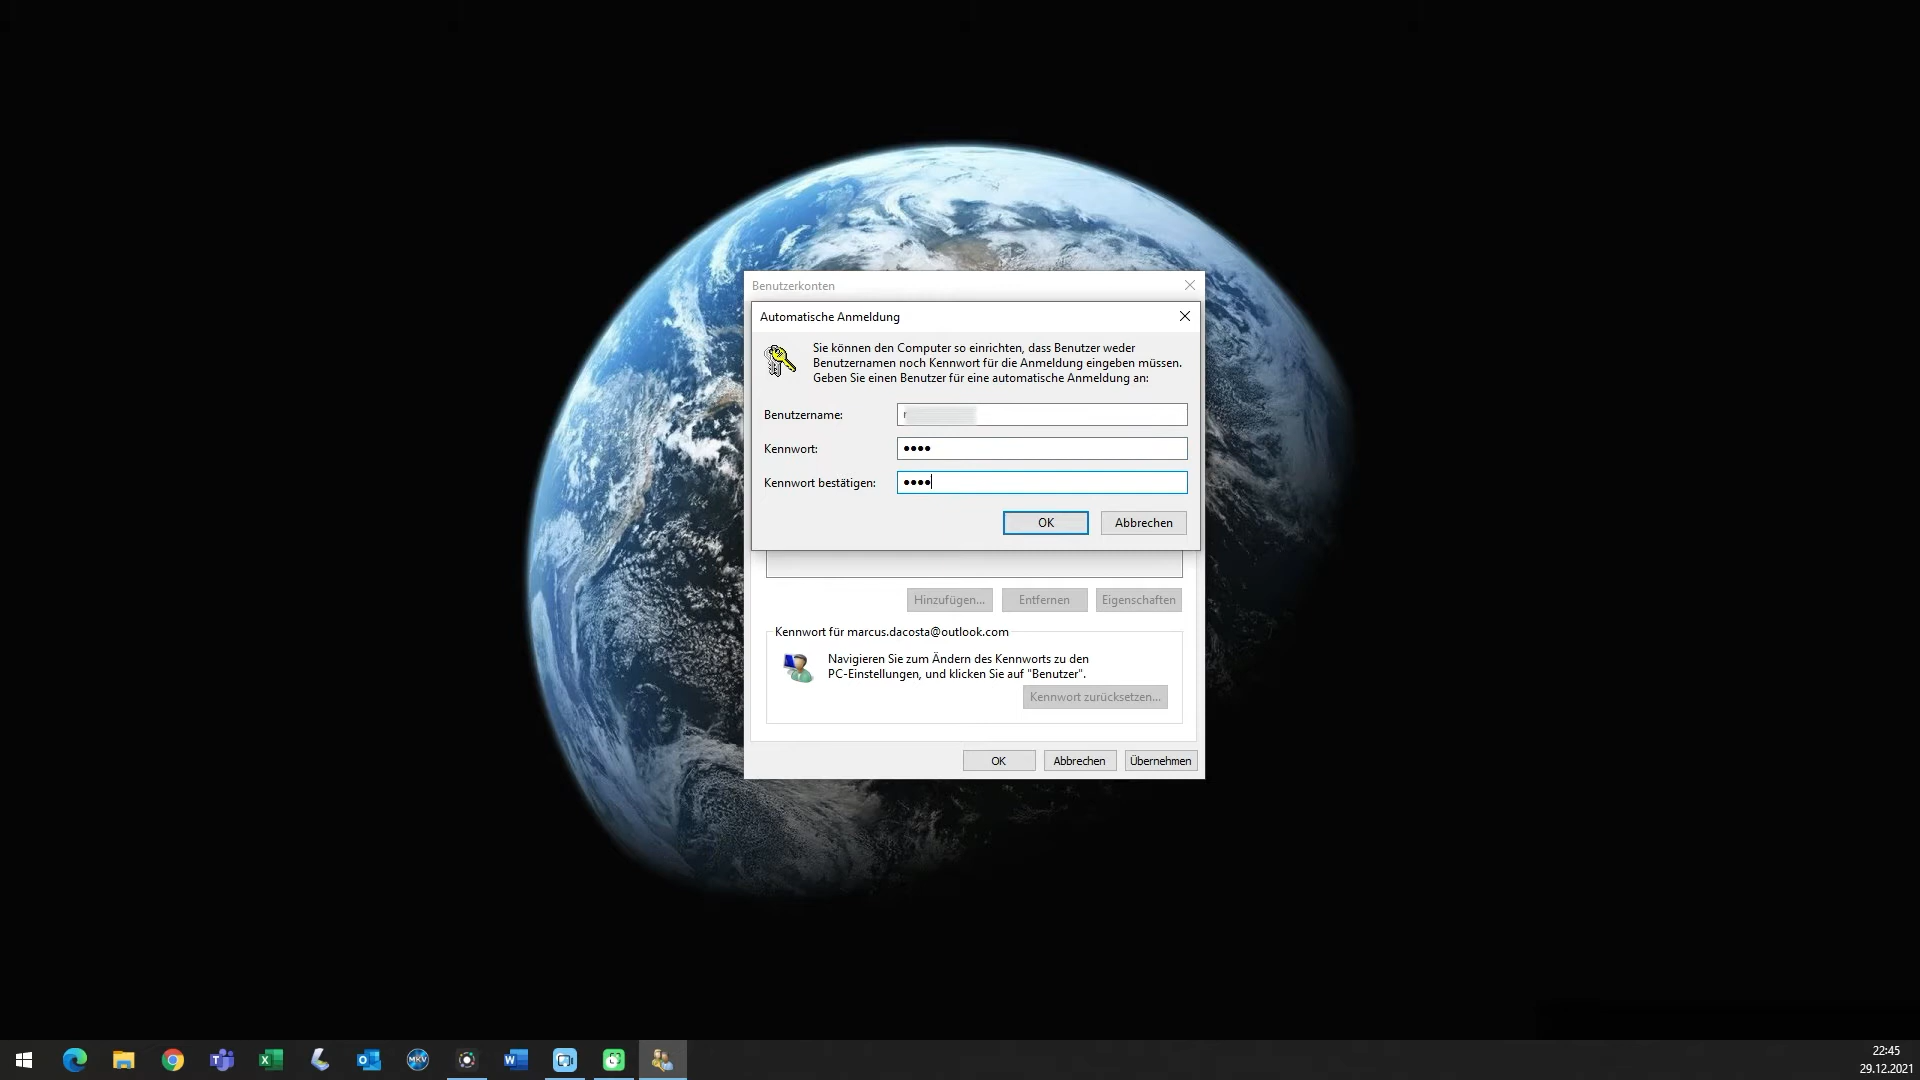 Benutzerkonten
Automatische Anmeldung
Sie können den Computer so einrichten, dass Benutzer weder
Benutzernamen noch Kennwort für die Anmeldung eingeben müssen.
Geben Sie einen Benutzer für eine automatische Anmeldung an:
Benutzername:
Kennwort: ●●●●
Kennwort bestätigen: ●●●●
OK Abbrechen
Hinzufügen... Entfernen Eigenschaften
Kennwort für marcus.dacosta@outlook.com
Navigieren Sie zum Ändern des Kennworts zu den
PC-Einstellungen, und klicken Sie auf "Benutzer".
Kennwort zurücksetzen...
OK Abbrechen Übernehmen
MKV
22:45
29.12.2021